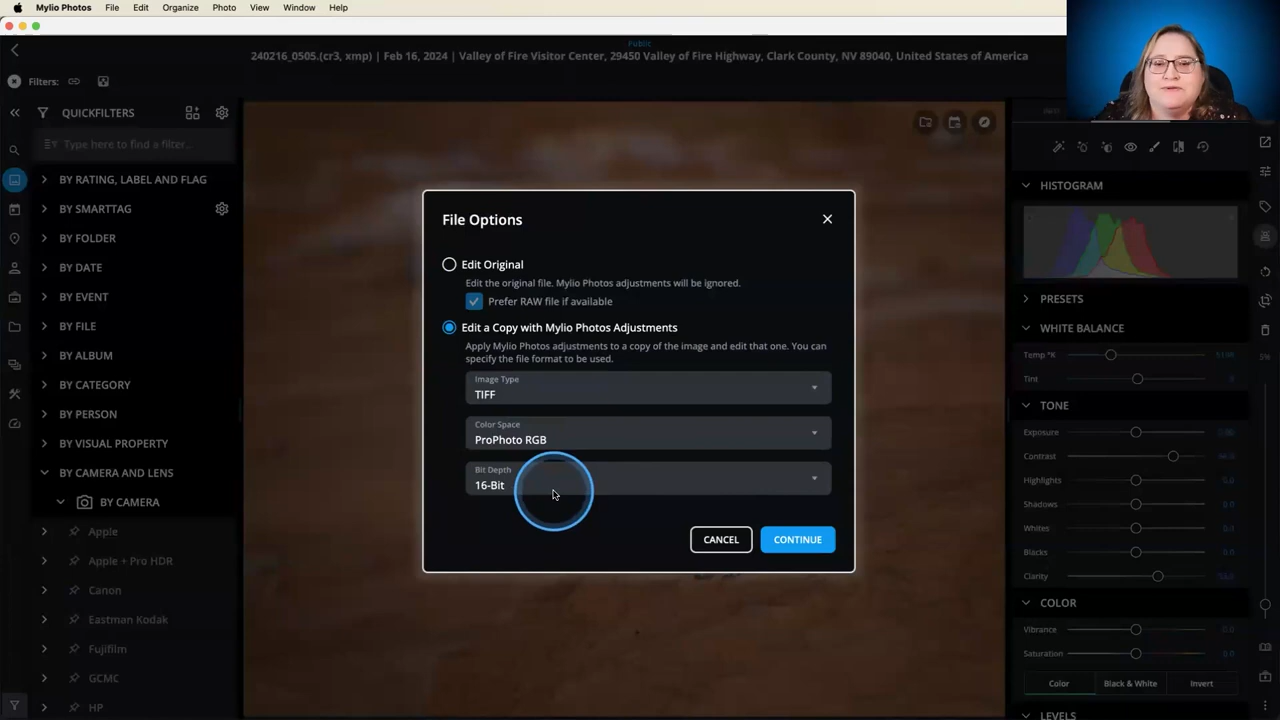 Mylio Photos File Edit Organize Photo View Window Help
Public
240216_0505.(cr3, xmp) | Feb 16, 2024 | Valley of Fire Visitor Center, 29450 Valley of Fire Highway, Clark County, NV 89040, United States of America
Filters:
QUICKFILTERS
Type here to find a filter...
BY RATING, LABEL AND FLAG
BY SMARTTAG
BY FOLDER
BY DATE
BY EVENT
BY FILE
BY ALBUM
BY CATEGORY
BY PERSON
BY VISUAL PROPERTY
BY CAMERA AND LENS
BY CAMERA
Apple
Apple + Pro HDR
Canon
Eastman Kodak
Fujifilm
GCMC
HP
File Options
Edit Original
Edit the original file. Mylio Photos adjustments will be ignored.
Prefer RAW file if available
Edit a Copy with Mylio Photos Adjustments
Apply Mylio Photos adjustments to a copy of the image and edit that one. You can
specify the file format to be used.
Image Type
TIFF
Color Space
ProPhoto RGB
Bit Depth
16-Bit
CANCEL
CONTINUE
HISTOGRAM
PRESETS
WHITE BALANCE
Temp °K
Tint
TONE
Exposure
Contrast
Highlights
Shadows
Whites
Blacks
Clarity
COLOR
Vibrance
Saturation
Color Black & White Invert
LEVELS
5%